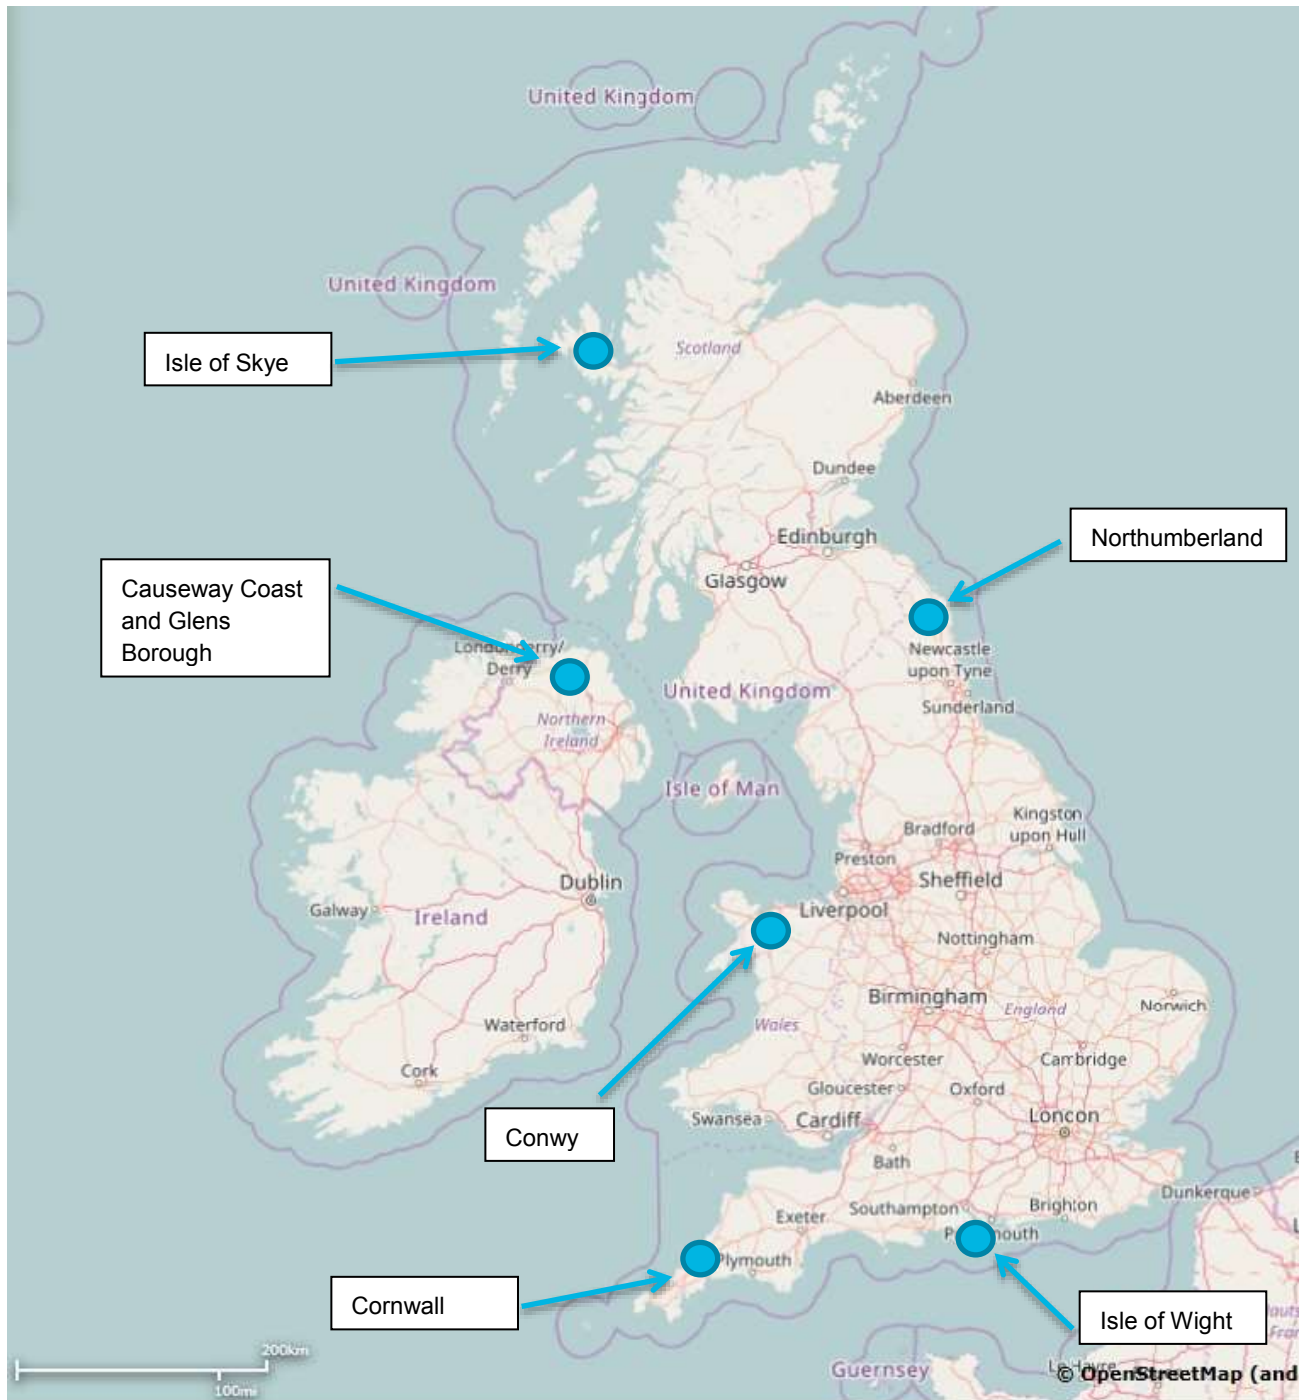 United Kingdom
United Kingdom
Isle of Skye
Scotland
Aberdeen
Dundee
Edinburgh
Glasgow
Northumberland
Causeway Coast
and Glens
Borough
Londonderry/
Derry
Newcastle
upon Tyne
Sunderland
United Kingdom
Northern
Ireland
Isle of Man
Kingston
upon Hull
Bradford
Preston
Sheffield
Dublin
Liverpool
Galway
Ireland
Nottingham
Birmingham
England
Norwich
Wales
Waterford
Worcester
Cambridge
Cork
Gloucester
Oxford
Swansea
Cardiff
Loncon
Conwy
Bath
Dunkerque
Southampton
Brighton
Exeter
P mouth
Plymouth
Cornwall
Isle of Wight
200km
100mi
Guernsey
© OpenStreetMap (and